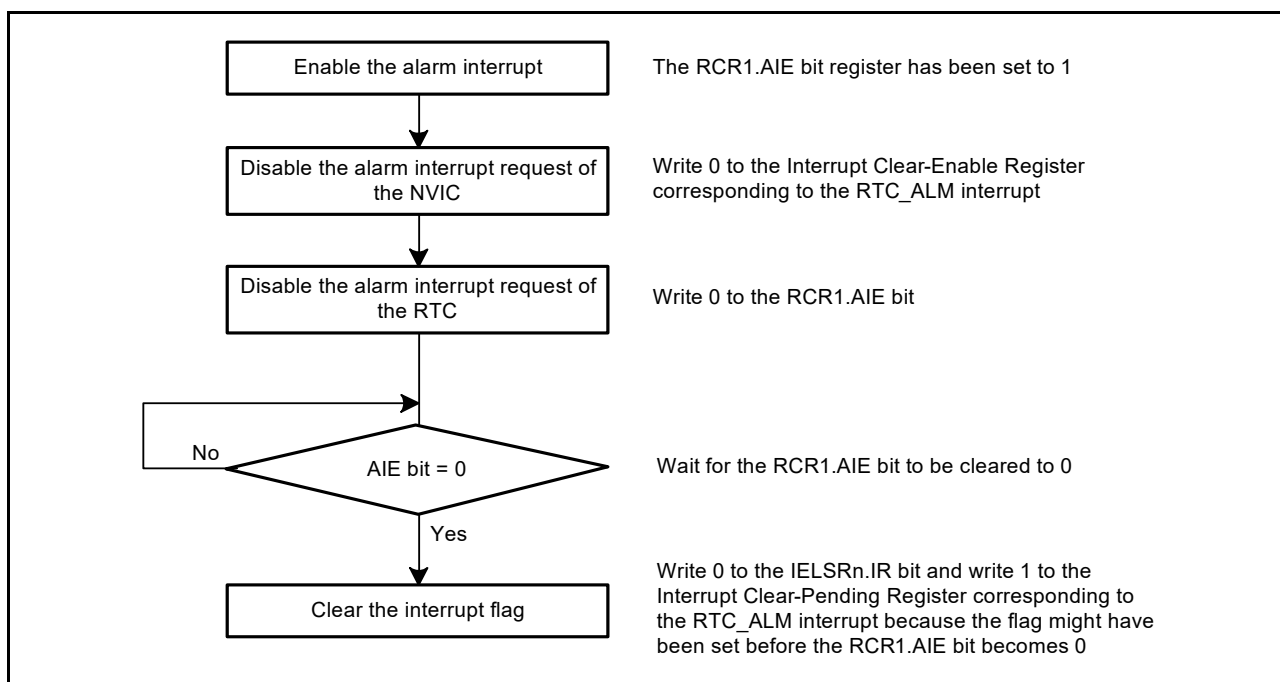 Enable the alarm interrupt
The RCR1.AIE bit register has been set to 1
Disable the alarm interrupt request of
the NVIC
Write 0 to the Interrupt Clear-Enable Register
corresponding to the RTC_ALM interrupt
Disable the alarm interrupt request of
the RTC
Write 0 to the RCR1.AIE bit
No
AIE bit = 0
Wait for the RCR1.AIE bit to be cleared to 0
Yes
Clear the interrupt flag
Write 0 to the IELSRn.IR bit and write 1 to the
Interrupt Clear-Pending Register corresponding to
the RTC_ALM interrupt because the flag might have
been set before the RCR1.AIE bit becomes 0